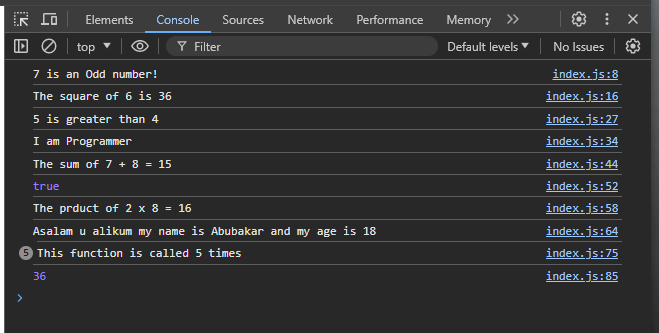 Elements Console Sources Network Performance Memory
top Filter Default levels No Issues
7 is an Odd number! index.js:8
The square of 6 is 36 index.js:16
5 is greater than 4 index.js:27
I am Programmer index.js:34
The sum of 7 + 8 = 15 index.js:44
true index.js:52
The prduct of 2 x 8 = 16 index.js:58
Asalam u alikum my name is Abubakar and my age is 18 index.js:64
5 This function is called 5 times index.js:75
36 index.js:85